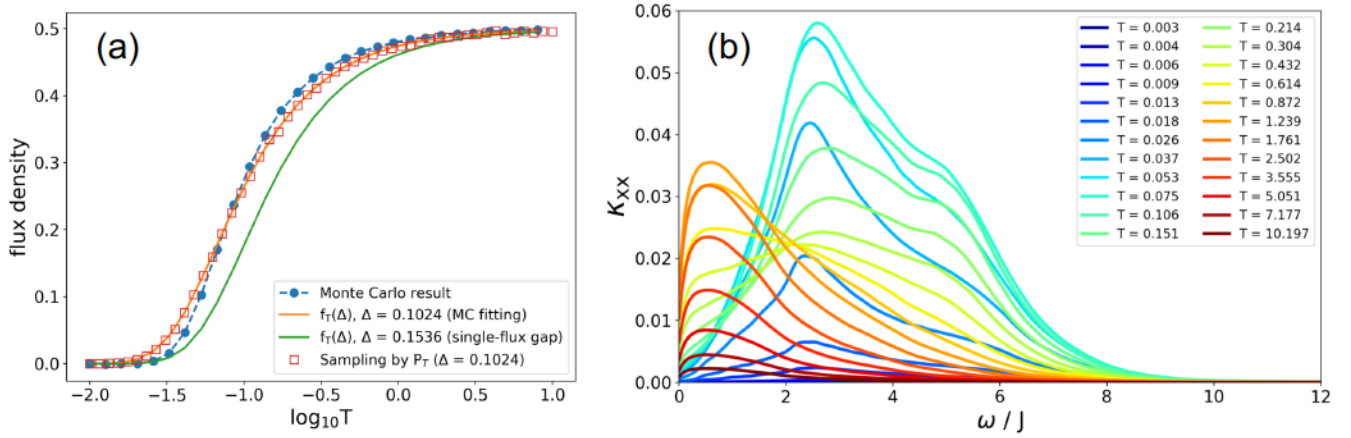 (a)
flux density
0.5
0.4
0.3
0.2
0.1
0.0
−2.0 −1.5 −1.0 −0.5 0.0 0.5 1.0
log₁₀T
Monte Carlo result
f_T(Δ), Δ = 0.1024 (MC fitting)
f_T(Δ), Δ = 0.1536 (single-flux gap)
Sampling by P_T (Δ = 0.1024)
(b)
κ_xx
0.06
0.05
0.04
0.03
0.02
0.01
0.00
0 2 4 6 8 10 12
ω / J
T = 0.003
T = 0.004
T = 0.006
T = 0.009
T = 0.013
T = 0.018
T = 0.026
T = 0.037
T = 0.053
T = 0.075
T = 0.106
T = 0.151
T = 0.214
T = 0.304
T = 0.432
T = 0.614
T = 0.872
T = 1.239
T = 1.761
T = 2.502
T = 3.555
T = 5.051
T = 7.177
T = 10.197